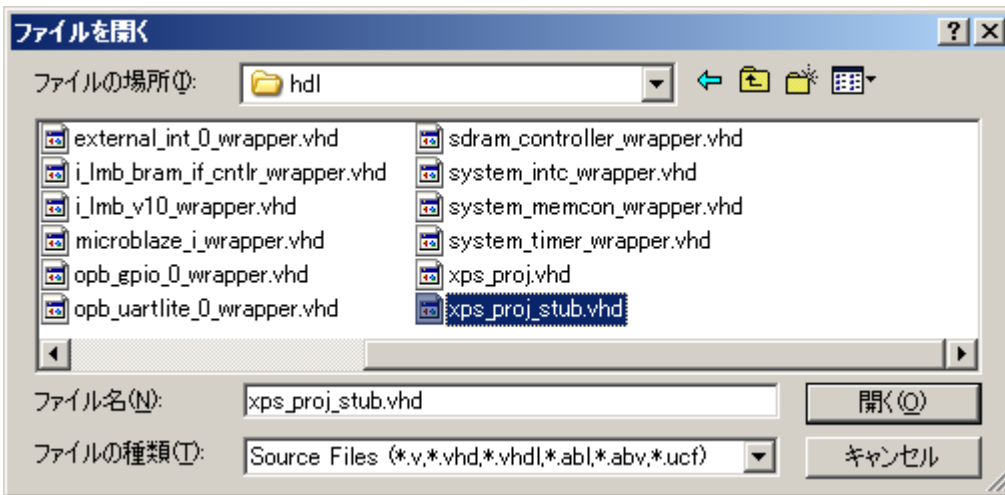 ファイルを開く
ファイルの場所(I): hdl
external_int_0_wrapper.vhd
i_lmb_bram_if_cntlr_wrapper.vhd
i_lmb_v10_wrapper.vhd
microblaze_i_wrapper.vhd
opb_gpio_0_wrapper.vhd
opb_uartlite_0_wrapper.vhd
sdram_controller_wrapper.vhd
system_intc_wrapper.vhd
system_memcon_wrapper.vhd
system_timer_wrapper.vhd
xps_proj.vhd
xps_proj_stub.vhd
ファイル名(N): xps_proj_stub.vhd 開く(O)
ファイルの種類(T): Source Files (*.v,*.vhd,*.vhdl,*.abl,*.abv,*.ucf) キャンセル